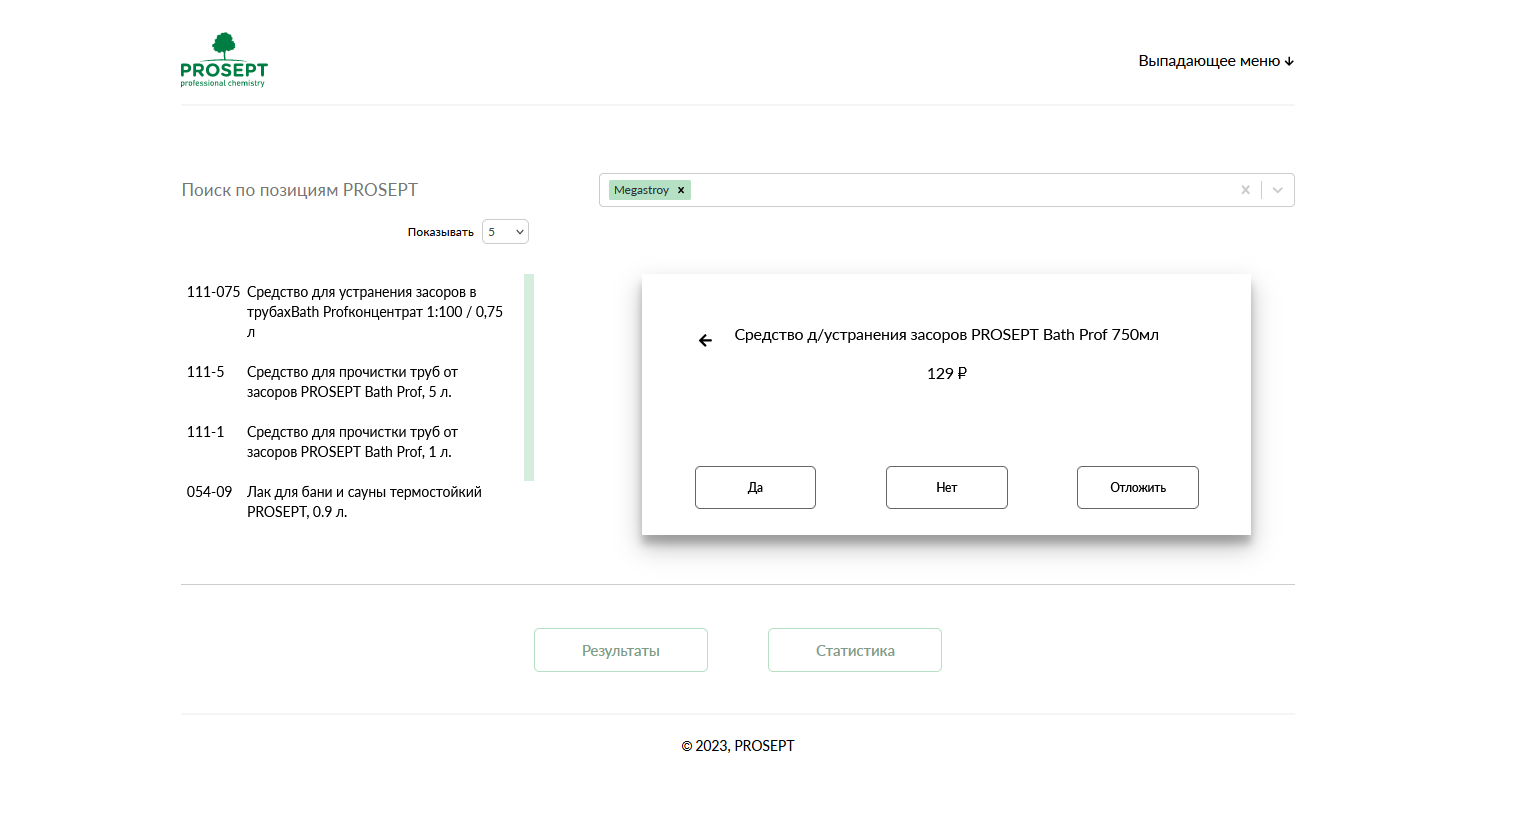 PROSEPT
professional chemistry
Выпадающее меню
Поиск по позициям PROSEPT
Megastroy
Показывать 5
111-075 Средство для устранения засоров в
трубахBath Profконцентрат 1:100 / 0,75
л
111-5 Средство для прочистки труб от
засоров PROSEPT Bath Prof, 5 л.
111-1 Средство для прочистки труб от
засоров PROSEPT Bath Prof, 1 л.
054-09 Лак для бани и сауны термостойкий
PROSEPT, 0.9 л.
Средство д/устранения засоров PROSEPT Bath Prof 750мл
129 ₽
Да Нет Отложить
Результаты Статистика
© 2023, PROSEPT